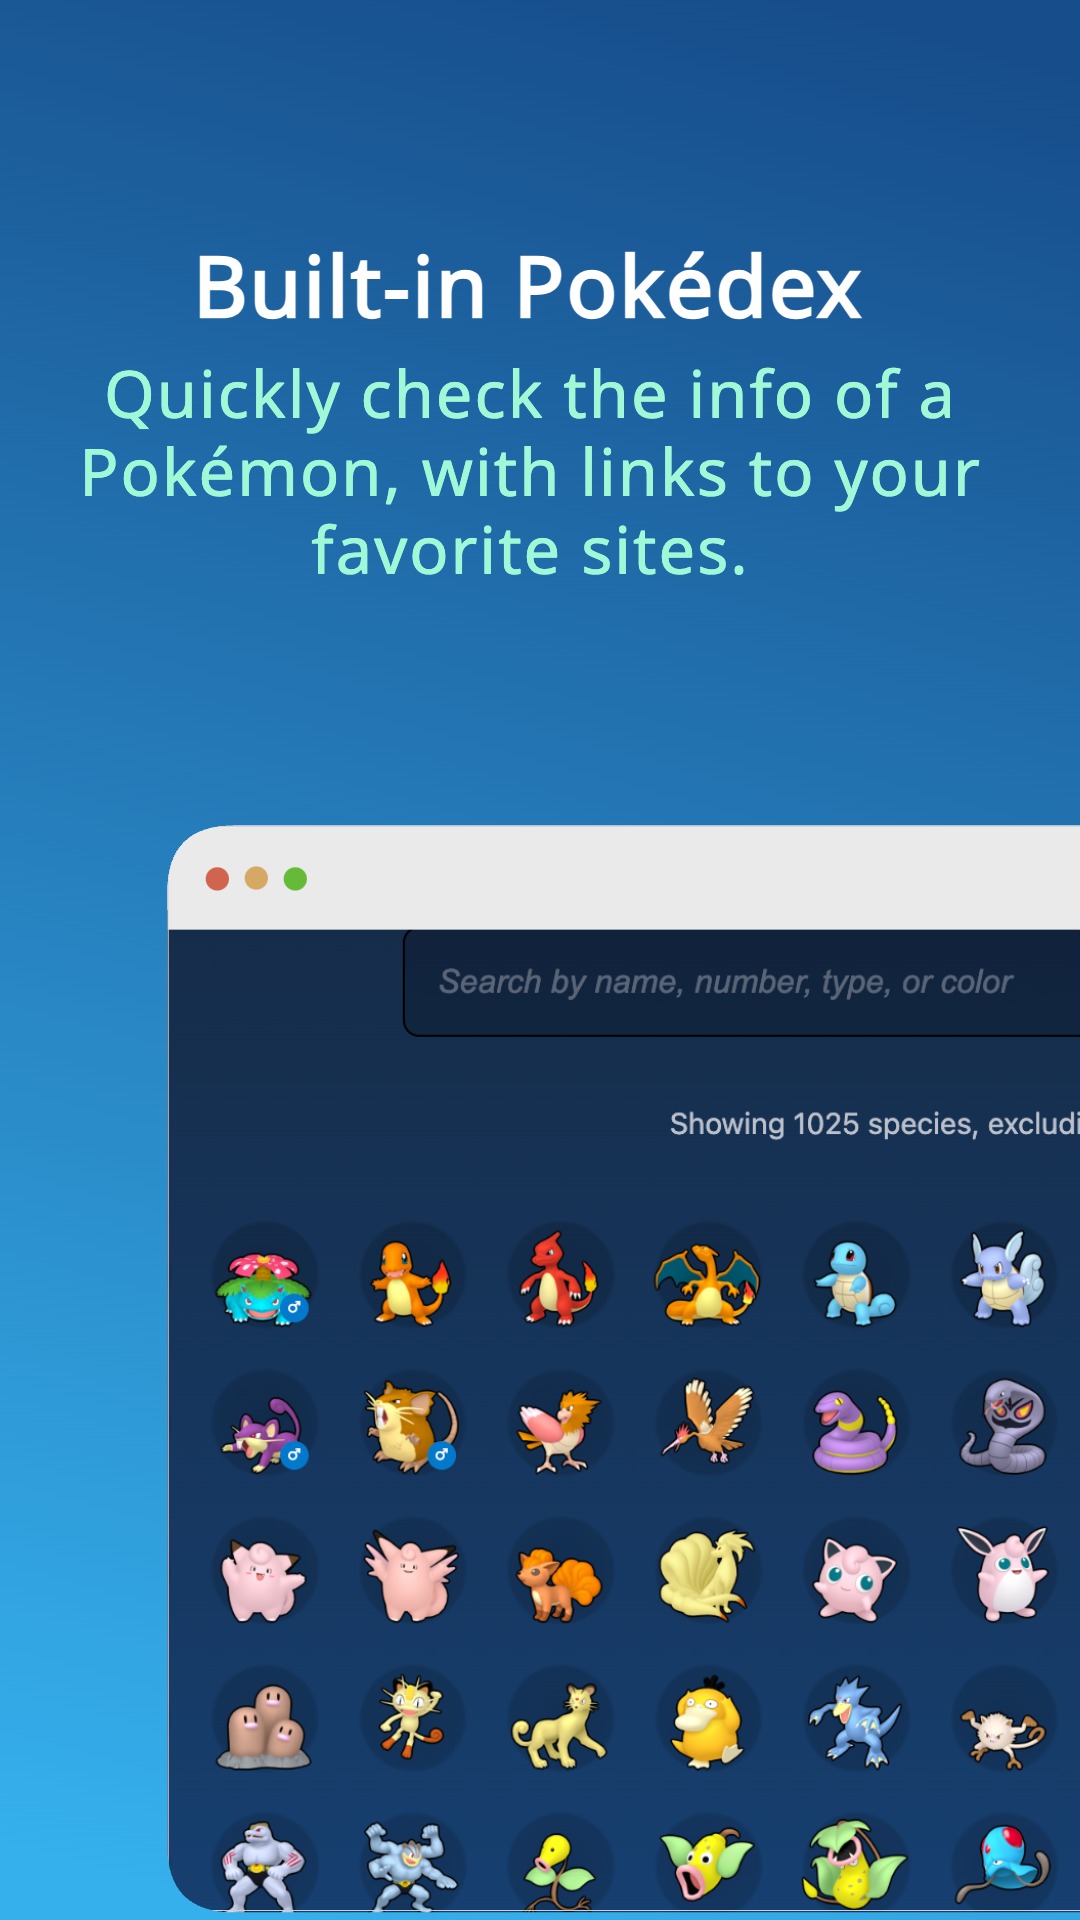 Built-in Pokédex
Quickly check the info of a
Pokémon, with links to your
favorite sites.
Search by name, number, type, or color
Showing 1025 species,